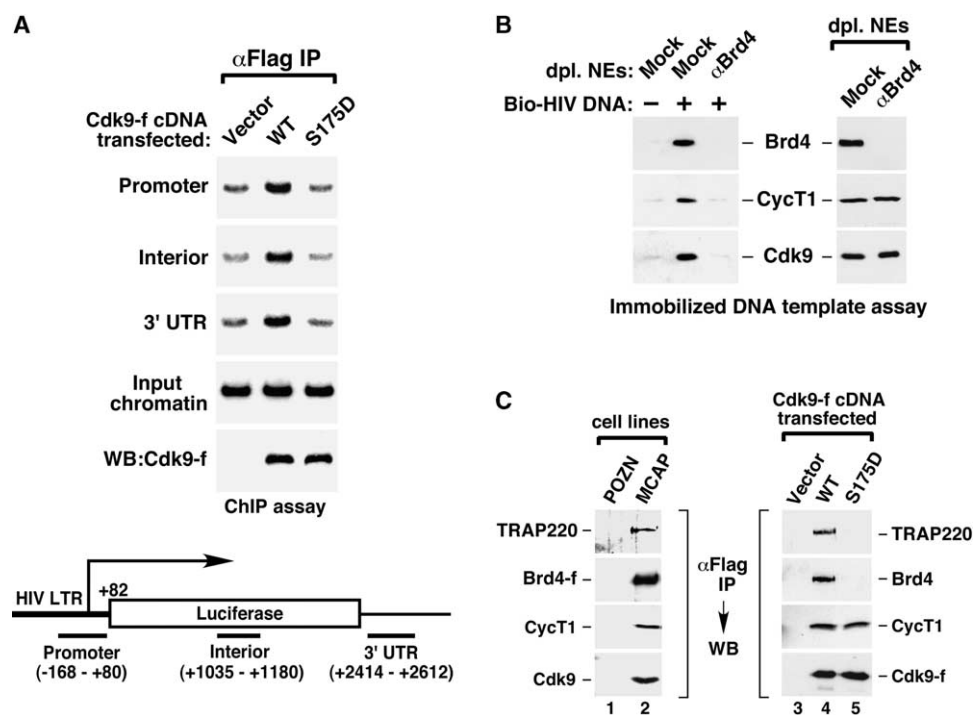 A
αFlag IP
Cdk9-f cDNA
transfected:
Vector
WT
S175D
Promoter
Interior
3' UTR
Input
chromatin
WB:Cdk9-f
ChIP assay
HIV LTR
+82
Luciferase
Promoter
(-168 - +80)
Interior
(+1035 - +1180)
3' UTR
(+2414 - +2612)
B
dpl. NEs:
Mock
Mock
αBrd4
Bio-HIV DNA:
– + +
dpl. NEs
Mock
αBrd4
– Brd4 –
– CycT1 –
– Cdk9 –
Immobilized DNA template assay
C
cell lines
POZN
MCAP
TRAP220 –
Brd4-f –
CycT1 –
Cdk9 –
1 2
αFlag
IP
WB
Cdk9-f cDNA
transfected
Vector
WT
S175D
– TRAP220
– Brd4
– CycT1
– Cdk9-f
3 4 5